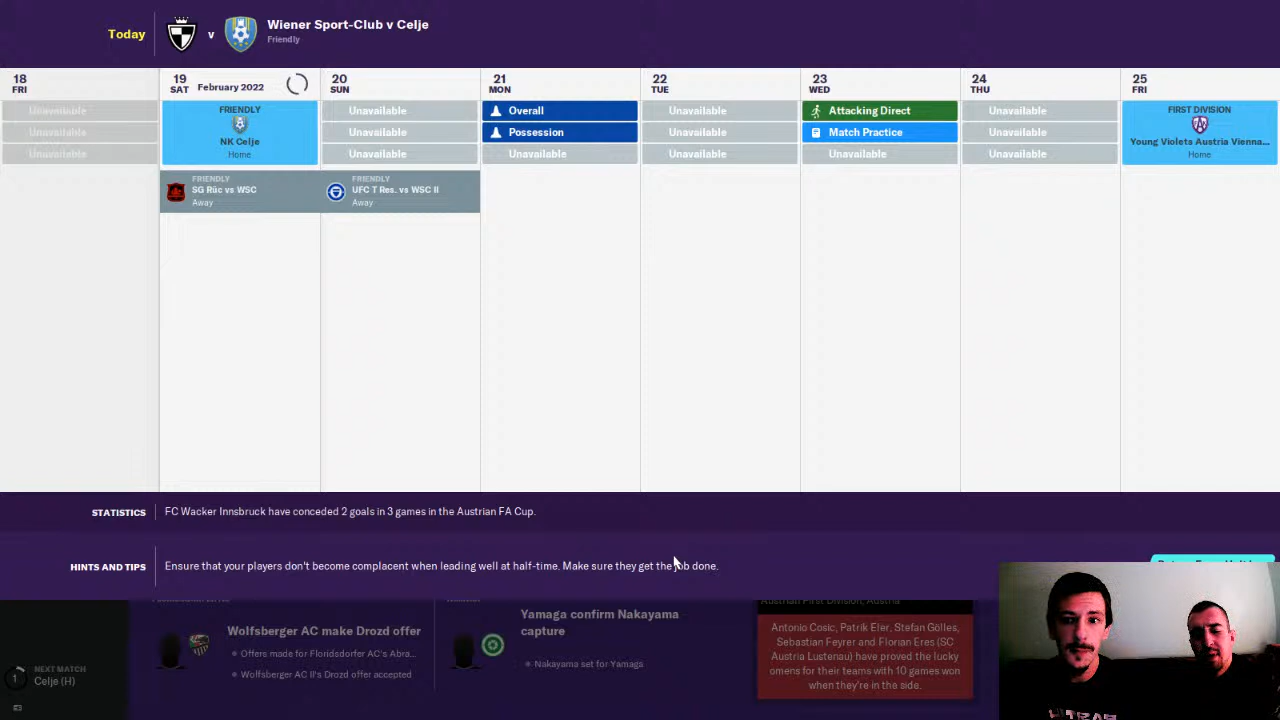 Today
v
Wiener Sport-Club v Celje
Friendly
18
FRI
19
SAT
February 2022
20
SUN
21
MON
22
TUE
23
WED
24
THU
25
FRI
Unavailable
Unavailable
Unavailable
FRIENDLY
NK Celje
Home
Unavailable
Unavailable
Unavailable
Overall
Possession
Unavailable
Unavailable
Unavailable
Unavailable
Attacking Direct
Match Practice
Unavailable
Unavailable
Unavailable
Unavailable
FIRST DIVISION
Young Violets Austria Vienna...
Home
FRIENDLY
SG Rüc vs WSC
Away
FRIENDLY
UFC T Res. vs WSC II
Away
STATISTICS
FC Wacker Innsbruck have conceded 2 goals in 3 games in the Austrian FA Cup.
HINTS AND TIPS
Ensure that your players don't become complacent when leading well at half-time. Make sure they get the job done.
Wolfsberger AC make Drozd offer
Offers made for Floridsdorfer AC's Abra...
Wolfsberger AC II's Drozd offer accepted
Yamaga confirm Nakayama
capture
Nakayama set for Yamaga
Austrian First Division, Austria
Antonio Cosic, Patrik Eler, Stefan Gölles,
Sebastian Feyrer and Florian Eres (SC
Austria Lustenau) have proved the lucky
omens for their teams with 10 games won
when they're in the side.
1
NEXT MATCH
Celje (H)